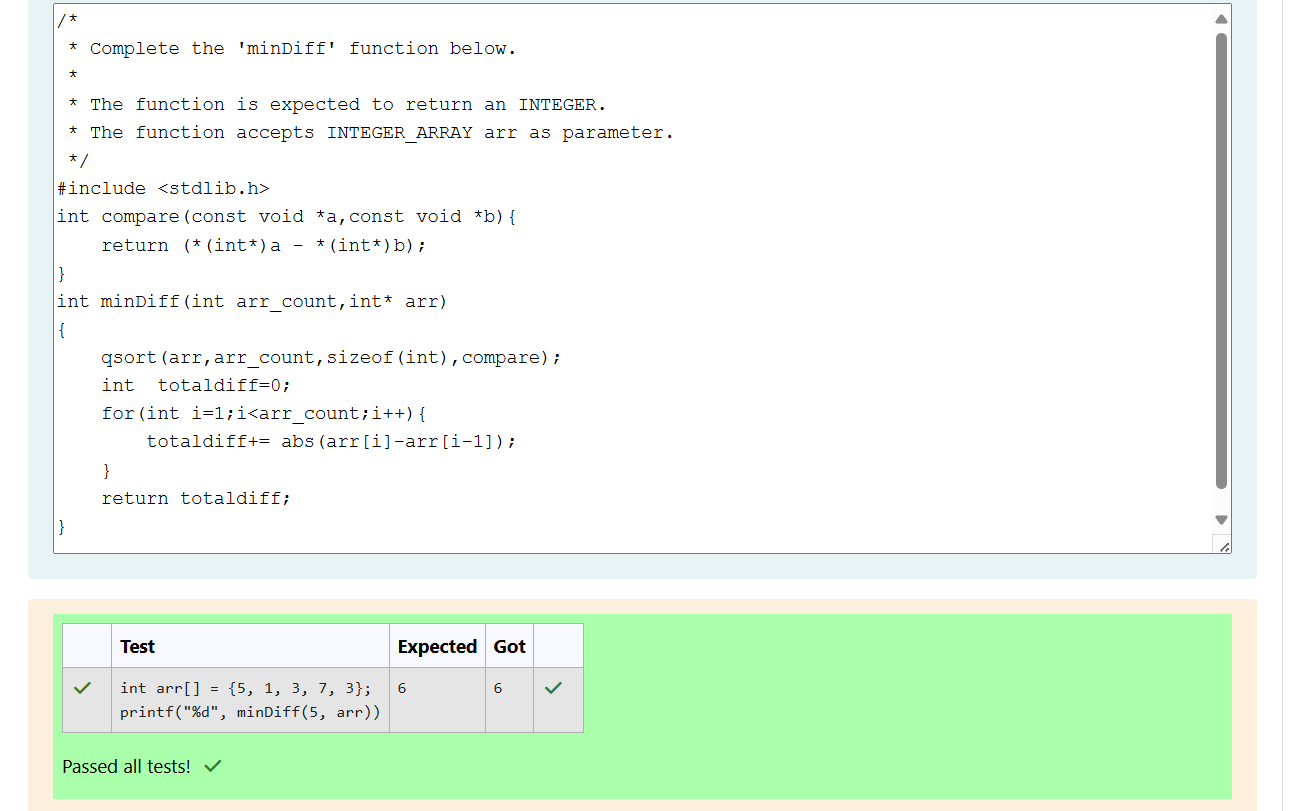 /*
 * Complete the 'minDiff' function below.
 *
 * The function is expected to return an INTEGER.
 * The function accepts INTEGER_ARRAY arr as parameter.
 */
#include <stdlib.h>
int compare(const void *a,const void *b){
    return (*(int*)a - *(int*)b);
}
int minDiff(int arr_count,int* arr)
{
    qsort(arr,arr_count,sizeof(int),compare);
    int  totaldiff=0;
    for(int i=1;i<arr_count;i++){
        totaldiff+= abs(arr[i]-arr[i-1]);
    }
    return totaldiff;
}
Test Expected Got
int arr[] = {5, 1, 3, 7, 3}; 6 6
printf("%d", minDiff(5, arr))
Passed all tests!